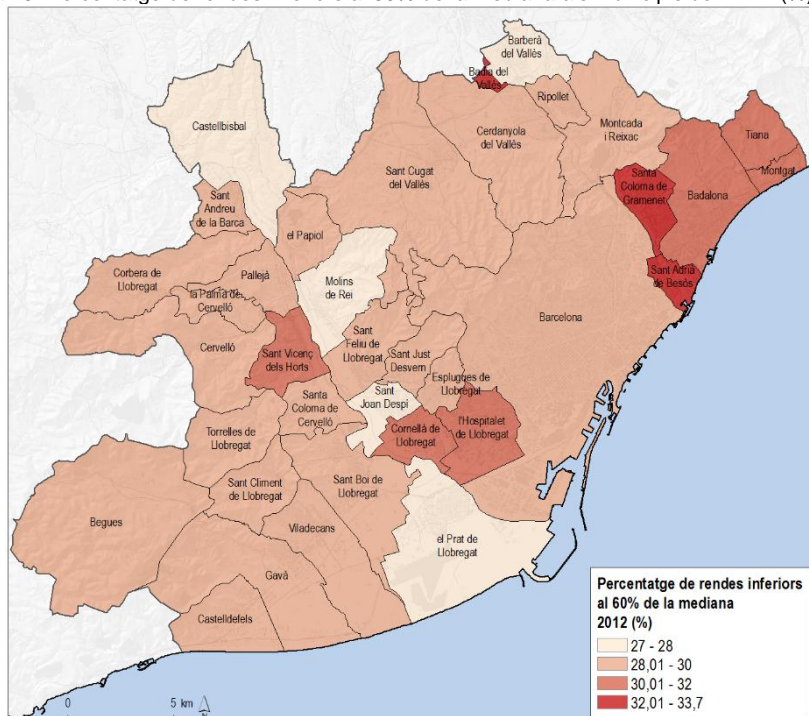 Barberà
del Vallès
Badia del
Vallès
Ripollet
Castellbisbal
Cerdanyola
del Vallès
Montcada
i Reixac
Tiana
Montgat
Sant Cugat
del Vallès
Santa
Coloma de
Gramenet
Badalona
Sant
Andreu
de la Barca
el Papiol
Corbera de
Llobregat
Pallejà
Molins
de Rei
Sant Adrià
de Besòs
la Palma de
Cervelló
Barcelona
Cervelló
Sant Vicenç
dels Horts
Sant
Feliu de
Llobregat
Sant Just
Desvern
Esplugues de
Llobregat
Santa
Coloma de
Cervelló
Sant
Joan Despí
Cornellà de
Llobregat
l'Hospitalet
de Llobregat
Torrelles de
Llobregat
Sant Climent
de Llobregat
Sant Boi de
Llobregat
Begues
Viladecans
el Prat de
Llobregat
Gavà
Castelldefels
Percentatge de rendes inferiors
al 60% de la mediana
2012 (%)
27 - 28
28,01 - 30
30,01 - 32
32,01 - 33,7
0 5 km
N